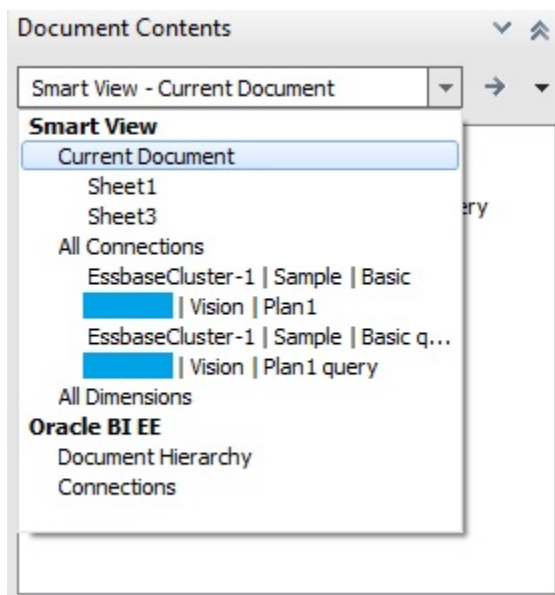 Document Contents
Smart View - Current Document
Smart View
Current Document
Sheet1
Sheet3
ery
All Connections
EssbaseCluster-1 | Sample | Basic
| Vision | Plan1
EssbaseCluster-1 | Sample | Basic q...
| Vision | Plan1 query
All Dimensions
Oracle BI EE
Document Hierarchy
Connections